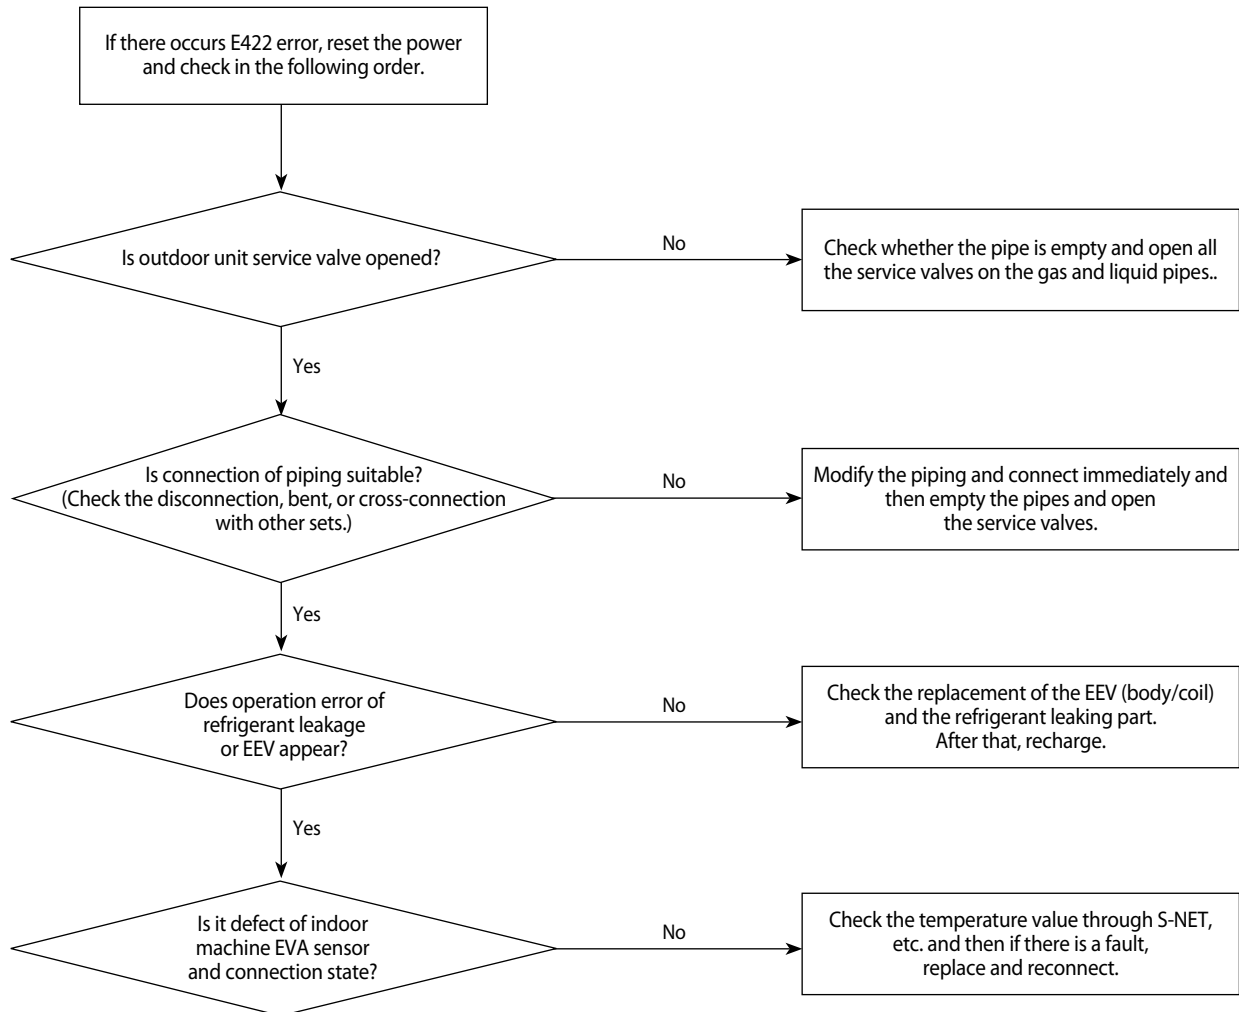 If there occurs E422 error, reset the power
and check in the following order.
Is outdoor unit service valve opened?
No
Check whether the pipe is empty and open all
the service valves on the gas and liquid pipes..
Yes
Is connection of piping suitable?
(Check the disconnection, bent, or cross-connection
with other sets.)
No
Modify the piping and connect immediately and
then empty the pipes and open
the service valves.
Yes
Does operation error of
refrigerant leakage
or EEV appear?
No
Check the replacement of the EEV (body/coil)
and the refrigerant leaking part.
After that, recharge.
Yes
Is it defect of indoor
machine EVA sensor
and connection state?
No
Check the temperature value through S-NET,
etc. and then if there is a fault,
replace and reconnect.